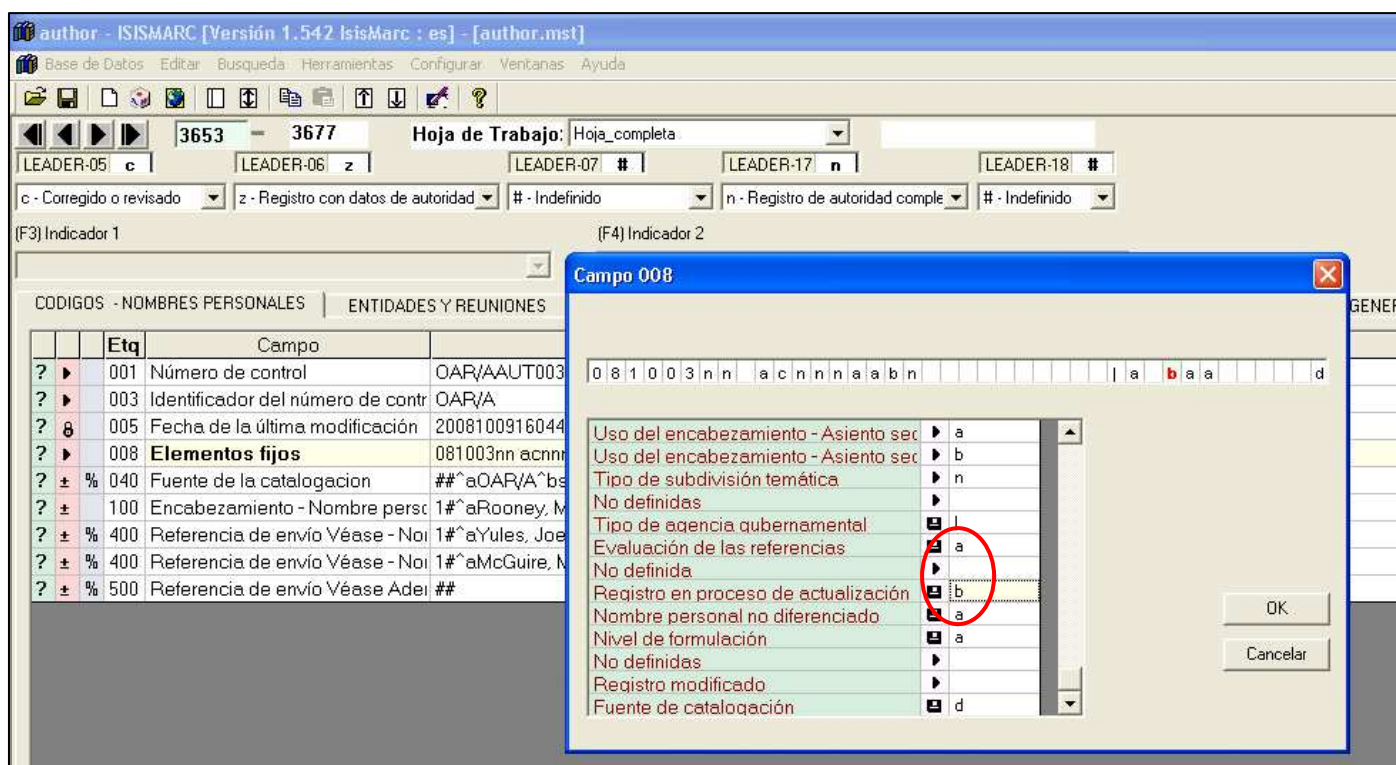 author - ISISMARC [Versión 1.542 IsisMarc : es] - [author.mst]
Base de Datos Editar Busqueda Herramientas Configurar Ventanas Ayuda
3653 - 3677 Hoja de Trabajo: Hoja_completa
LEADER-05 c LEADER-06 z LEADER-07 # LEADER-17 n LEADER-18 #
c - Corregido o revisado z - Registro con datos de autoridad # - Indefinido n - Registro de autoridad comple # - Indefinido
(F3) Indicador 1 (F4) Indicador 2
CODIGOS - NOMBRES PERSONALES ENTIDADES Y REUNIONES GENER
Etq Campo
? 001 Número de control OAR/AAUT003
? 003 Identificador del número de contr OAR/A
? 005 Fecha de la última modificación 2008100916044
? 008 Elementos fijos 081003nn acnnr
? ± % 040 Fuente de la catalogacion ##^aOAR/A^bs
? ± 100 Encabezamiento - Nombre perso 1#^aRooney, M
? ± % 400 Referencia de envío Véase - Noi 1#^aYules, Joe
? ± % 400 Referencia de envío Véase - Noi 1#^aMcGuire, M
? ± % 500 Referencia de envío Véase Ader ##
Campo 008
081003nn acnnnaabn |a baa d
Uso del encabezamiento - Asiento sec a
Uso del encabezamiento - Asiento sec b
Tipo de subdivisión temática n
No definidas
Tipo de agencia gubernamental |
Evaluación de las referencias a
No definida
Registro en proceso de actualización b
Nombre personal no diferenciado a
Nivel de formulación a
No definidas
Registro modificado
Fuente de catalogación d
OK
Cancelar